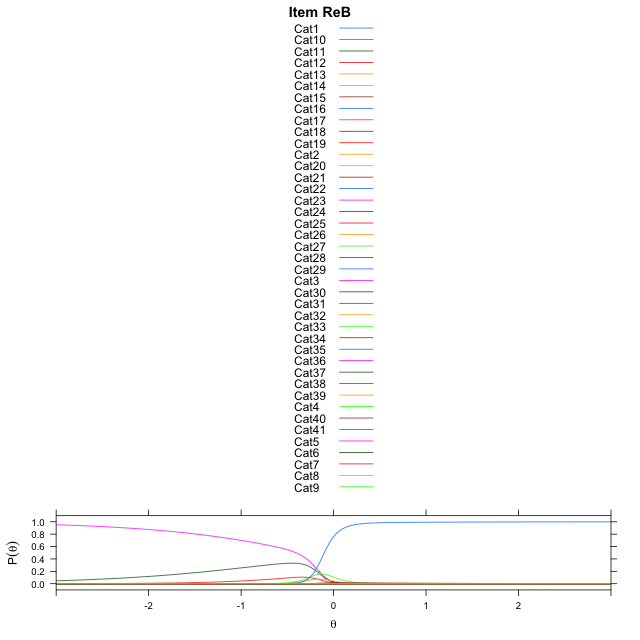 Item ReB
Cat1
Cat10
Cat11
Cat12
Cat13
Cat14
Cat15
Cat16
Cat17
Cat18
Cat19
Cat2
Cat20
Cat21
Cat22
Cat23
Cat24
Cat25
Cat26
Cat27
Cat28
Cat29
Cat3
Cat30
Cat31
Cat32
Cat33
Cat34
Cat35
Cat36
Cat37
Cat38
Cat39
Cat4
Cat40
Cat41
Cat5
Cat6
Cat7
Cat8
Cat9
P(θ)
1.0
0.8
0.6
0.4
0.2
0.0
-2 -1 0 1 2
θ